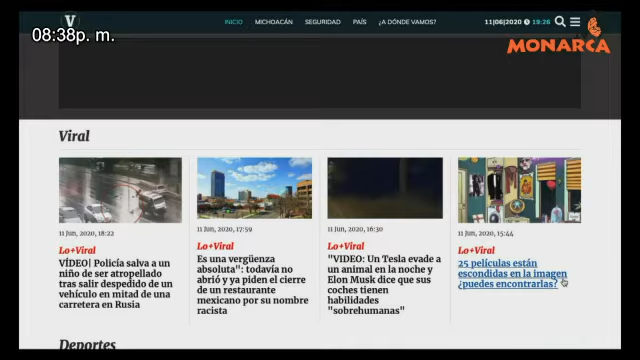 V
INICIO MICHOACÁN SEGURIDAD PAÍS ¿A DÓNDE VAMOS? 11|06|2020 19:26
08:38p. m.
MONARCA
Viral
11 Jun, 2020, 18:22
Lo+Viral
VÍDEO| Policía salva a un
niño de ser atropellado
tras salir despedido de un
vehículo en mitad de una
carretera en Rusia
11 Jun, 2020, 17:59
Lo+Viral
Es una vergüenza
absoluta": todavía no
abrió y ya piden el cierre
de un restaurante
mexicano por su nombre
racista
11 Jun, 2020, 16:30
Lo+Viral
"VIDEO: Un Tesla evade a
un animal en la noche y
Elon Musk dice que sus
coches tienen
habilidades
"sobrehumanas"
11 Jun, 2020, 15:44
Lo+Viral
25 películas están
escondidas en la imagen
¿puedes encontrarlas?
Deportes